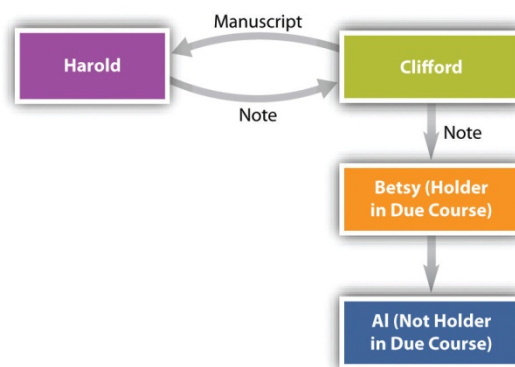 Manuscript
Harold
Clifford
Note
Note
Betsy (Holder
in Due Course)
Al (Not Holder
in Due Course)